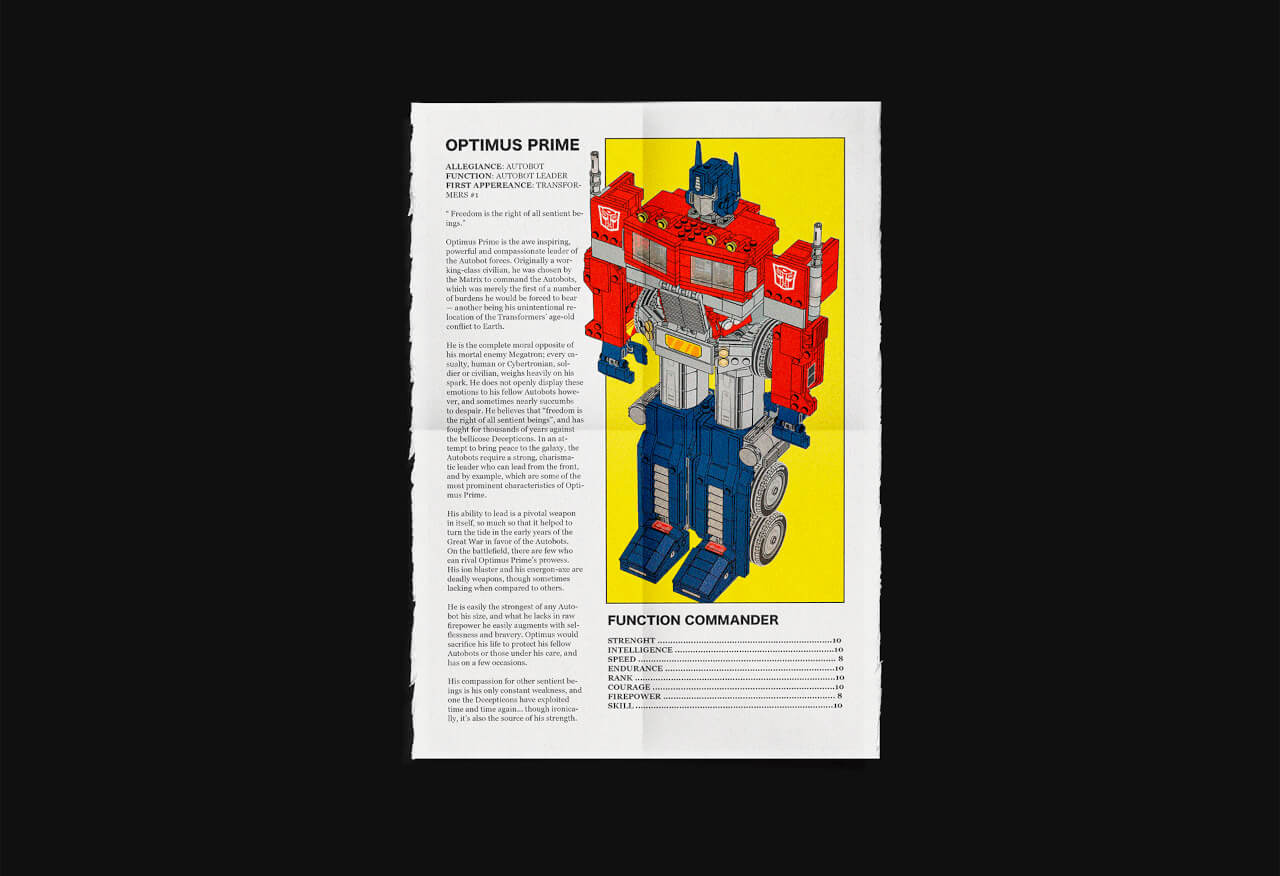 OPTIMUS PRIME
ALLEGIANCE: AUTOBOT
FUNCTION: AUTOBOT LEADER
FIRST APPEREANCE: TRANSFOR-
MERS #1
" Freedom is the right of all sentient be-
ings."
Optimus Prime is the awe inspiring,
powerful and compassionate leader of
the Autobot forces. Originally a wor-
king-class civilian, he was chosen by
the Matrix to command the Autobots,
which was merely the first of a number
of burdens he would be forced to bear
— another being his unintentional re-
location of the Transformers' age-old
conflict to Earth.
He is the complete moral opposite of
his mortal enemy Megatron; every ca-
sualty, human or Cybertronian, sol-
dier or civilian, weighs heavily on his
spark. He does not openly display these
emotions to his fellow Autobots howe-
ver, and sometimes nearly succumbs
to despair. He believes that "freedom is
the right of all sentient beings", and has
fought for thousands of years against
the bellicose Decepticons. In an at-
tempt to bring peace to the galaxy, the
Autobots require a strong, charisma-
tic leader who can lead from the front,
and by example, which are some of the
most prominent characteristics of Opti-
mus Prime.
His ability to lead is a pivotal weapon
in itself, so much so that it helped to
turn the tide in the early years of the
Great War in favor of the Autobots.
On the battlefield, there are few who
can rival Optimus Prime's prowess.
His ion blaster and his energon-axe are
deadly weapons, though sometimes
lacking when compared to others.
He is easily the strongest of any Auto-
bot his size, and what he lacks in raw
firepower he easily augments with sel-
flessness and bravery. Optimus would
sacrifice his life to protect his fellow
Autobots or those under his care, and
has on a few occasions.
His compassion for other sentient be-
ings is his only constant weakness, and
one the Decepticons have exploited
time and time again... though ironica-
lly, it's also the source of his strength.
FUNCTION COMMANDER
STRENGHT ........................................10
INTELLIGENCE ........................................10
SPEED ........................................ 8
ENDURANCE ........................................10
RANK ........................................10
COURAGE ........................................10
FIREPOWER ........................................ 8
SKILL ........................................10